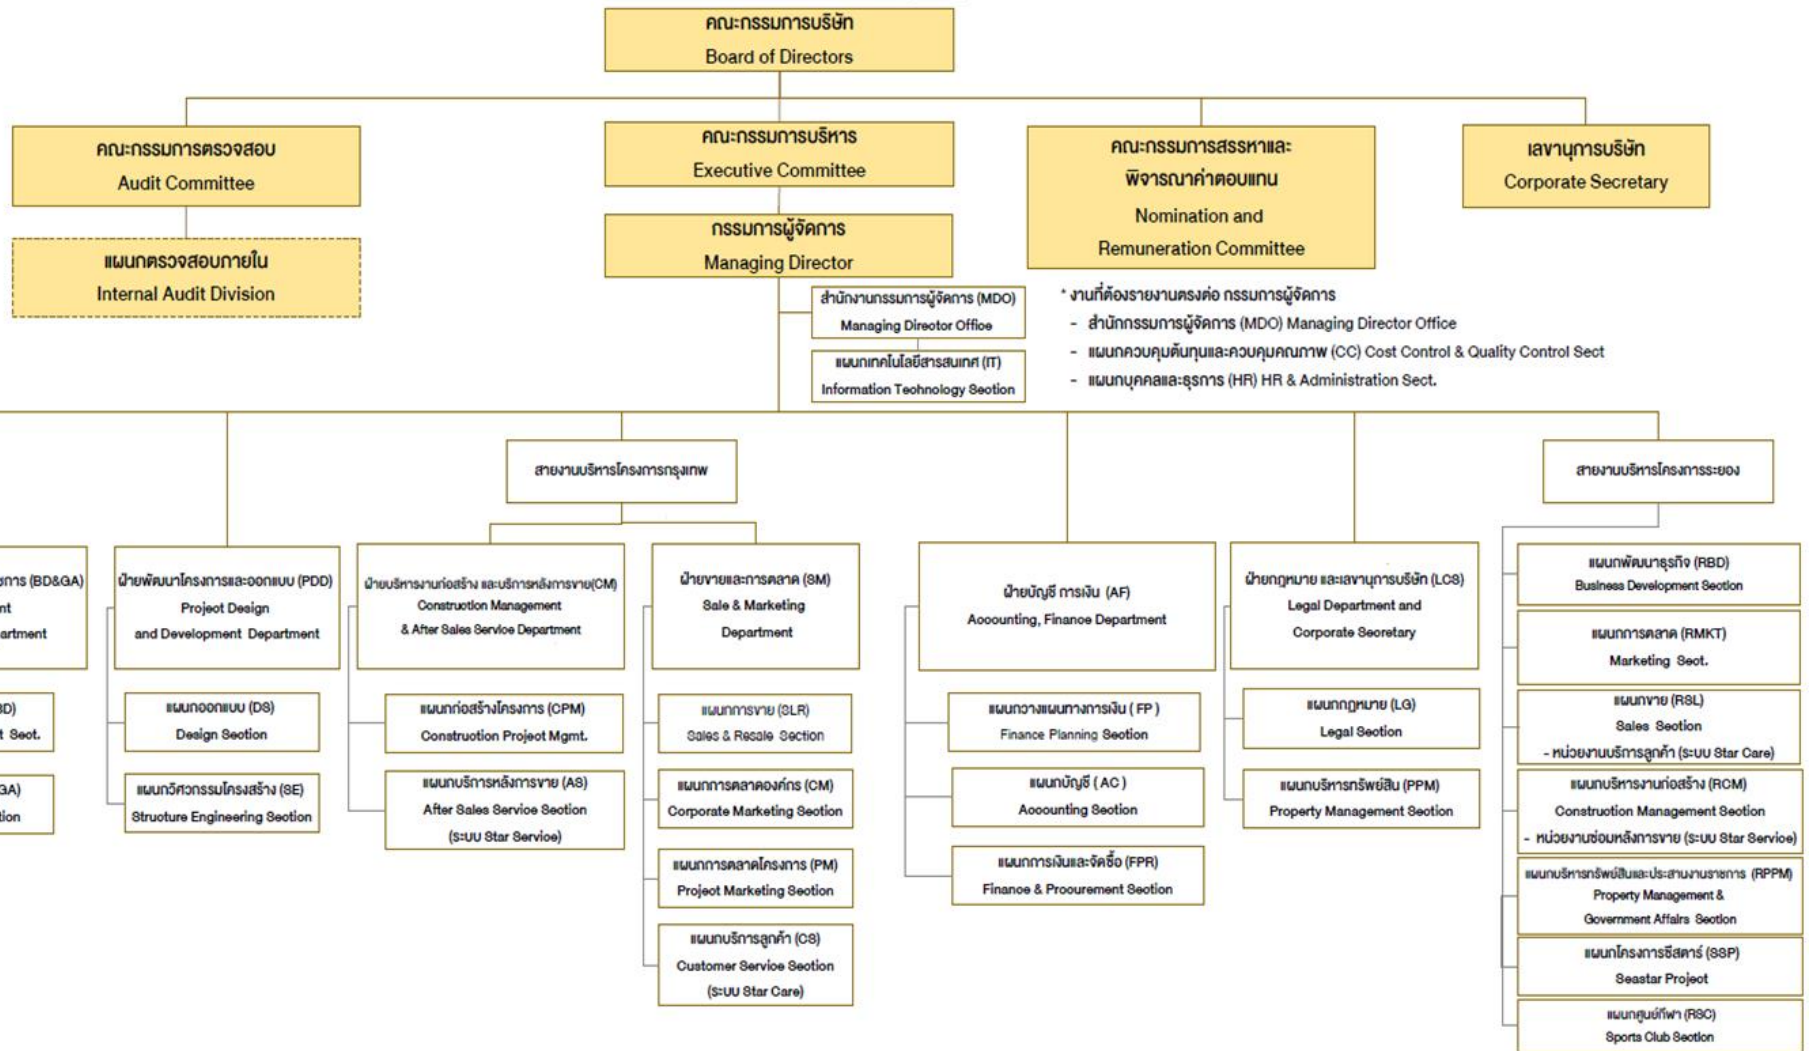 คณะกรรมการบริษัท
Board of Directors
คณะกรรมการตรวจสอบ
Audit Committee
คณะกรรมการบริหาร
Executive Committee
คณะกรรมการสรรหาและ
พิจารณาค่าตอบแทน
Nomination and
Remuneration Committee
เลขานุการบริษัท
Corporate Secretary
แผนกตรวจสอบภายใน
Internal Audit Division
กรรมการผู้จัดการ
Managing Director
สำนักงานกรรมการผู้จัดการ (MDO)
Managing Director Office
แผนกเทคโนโลยีสารสนเทศ (IT)
Information Technology Section
* งานที่ต้องรายงานตรงต่อ กรรมการผู้จัดการ
- สำนักกรรมการผู้จัดการ (MDO) Managing Director Office
- แผนกควบคุมต้นทุนและควบคุมคุณภาพ (CC) Cost Control & Quality Control Sect
- แผนกบุคคลและธุรการ (HR) HR & Administration Sect.
สายงานบริหารโครงการกรุงเทพ
สายงานบริหารโครงการระยอง
(BD&GA)
ฝ่ายพัฒนาโครงการและออกแบบ (PDD)
Project Design
and Development Department
แผนกออกแบบ (DS)
Design Section
แผนกวิศวกรรมโครงสร้าง (SE)
Structure Engineering Section
ฝ่ายบริหารงานก่อสร้าง และบริการหลังการขาย(CM)
Construction Management
& After Sales Service Department
แผนกก่อสร้างโครงการ (CPM)
Construction Project Mgmt.
แผนกบริการหลังการขาย (AS)
After Sales Service Section
(ระบบ Star Service)
ฝ่ายขายและการตลาด (SM)
Sale & Marketing
Department
แผนกการขาย (SLR)
Sales & Resale Section
แผนกการตลาดองค์กร (CM)
Corporate Marketing Section
แผนกการตลาดโครงการ (PM)
Project Marketing Section
แผนกบริการลูกค้า (CS)
Customer Service Section
(ระบบ Star Care)
ฝ่ายบัญชี การเงิน (AF)
Accounting, Finance Department
แผนกวางแผนทางการเงิน ( FP )
Finance Planning Section
แผนกบัญชี ( AC )
Accounting Section
แผนกการเงินและจัดซื้อ (FPR)
Finance & Procurement Section
ฝ่ายกฎหมาย และเลขานุการบริษัท (LCS)
Legal Department and
Corporate Secretary
แผนกกฎหมาย (LG)
Legal Section
แผนกบริหารทรัพย์สิน (PPM)
Property Management Section
แผนกพัฒนาธุรกิจ (RBD)
Business Development Section
แผนกการตลาด (RMKT)
Marketing Sect.
แผนกขาย (RSL)
Sales Section
- หน่วยงานบริการลูกค้า (ระบบ Star Care)
แผนกบริหารงานก่อสร้าง (RCM)
Construction Management Section
- หน่วยงานซ่อมหลังการขาย (ระบบ Star Service)
แผนกบริหารทรัพย์สินและประสานงานราชการ (RPPM)
Property Management &
Government Affairs Section
แผนกโครงการซีสตาร์ (SSP)
Seastar Project
แผนกศูนย์กีฬา (RSC)
Sports Club Section